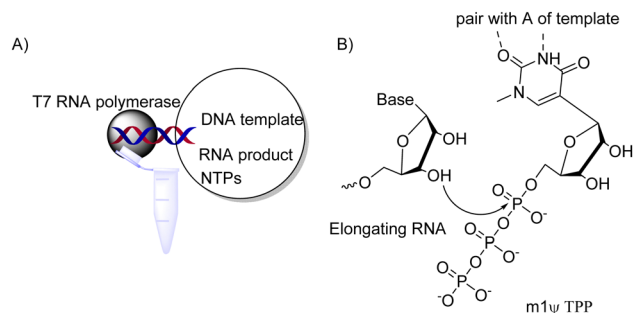 A)
T7 RNA polymerase
DNA template
RNA product
NTPs
B)
pair with A of template
O
NH
O
N
Base
O
OH
OH
O
Elongating RNA
O
OH
OH
O
O
P
O-
O
O
P
O-
O
O
P
-O
O-
m1ψ TPP